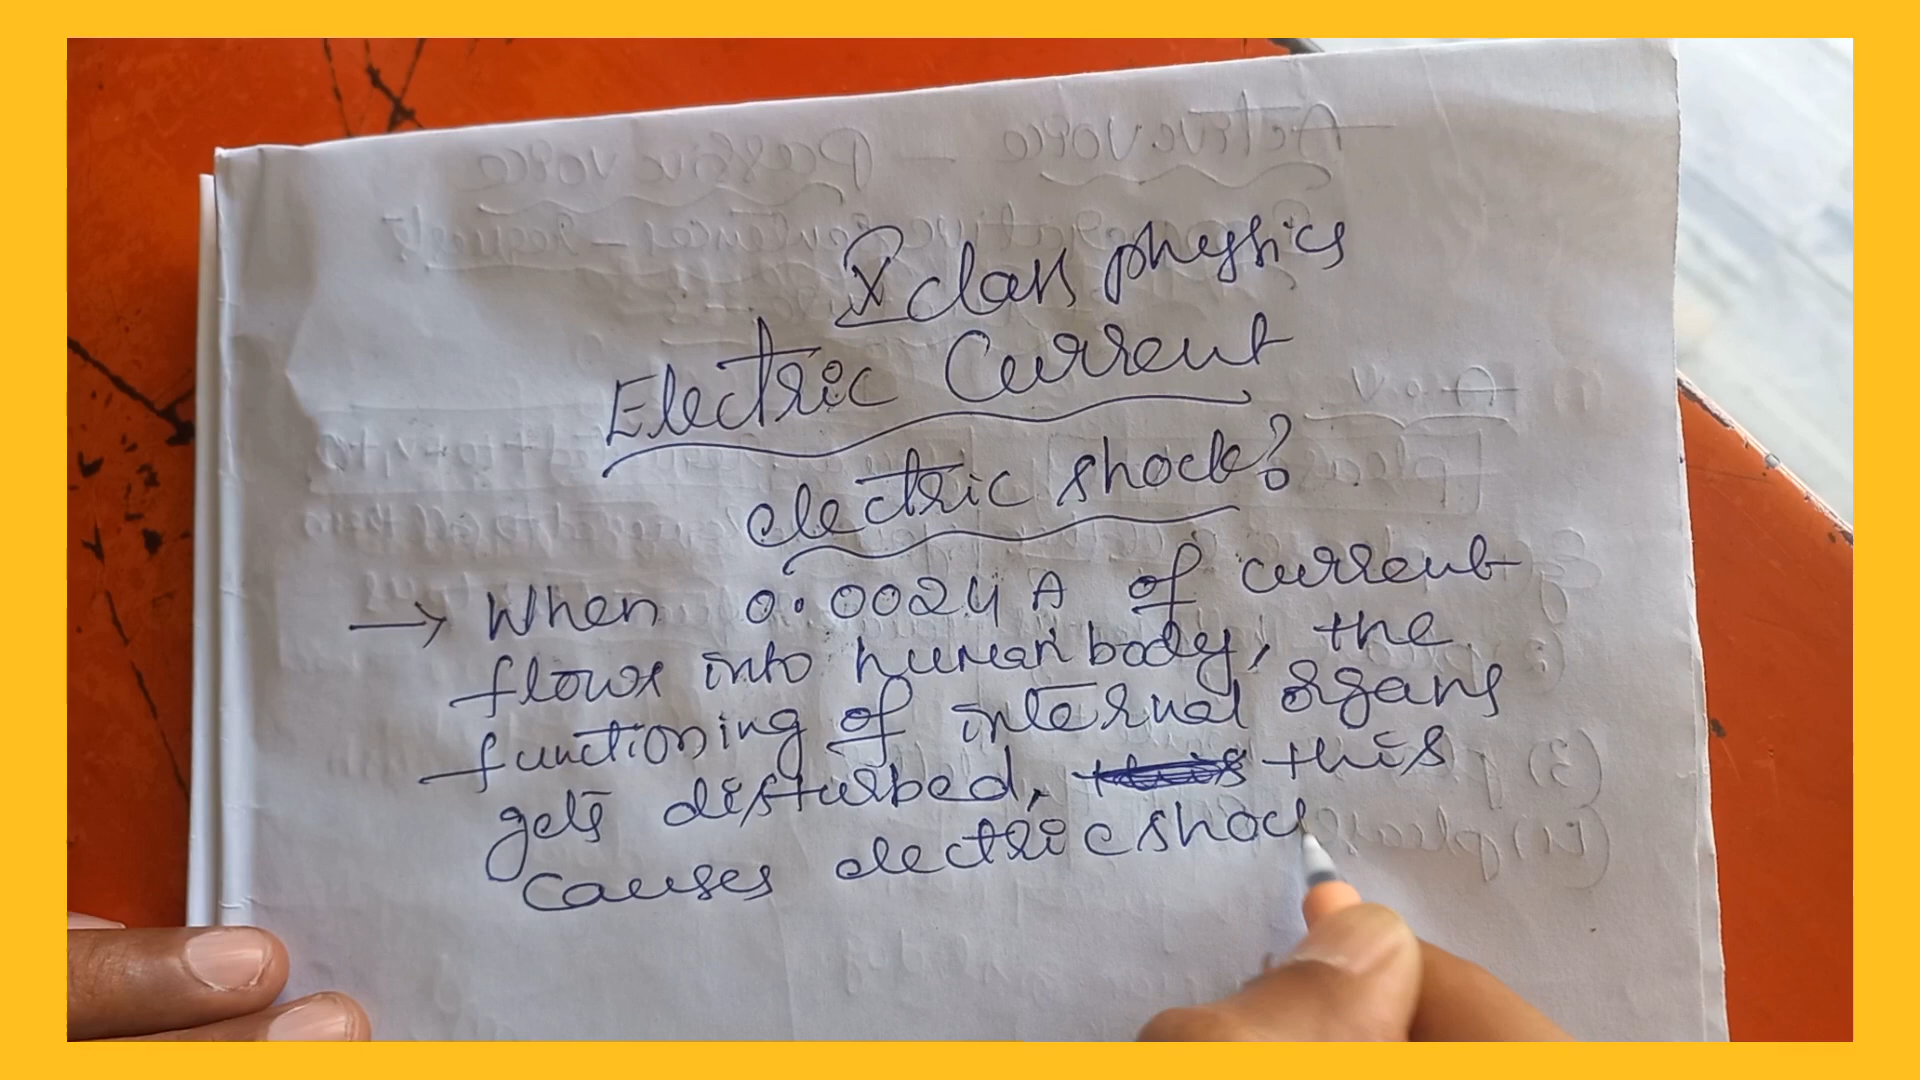 X class physics
Electric Current
electric shock?
→ When 0.0024 A of current
flows into human body, the
functioning of internal organs
gets disturbed, this this
causes electric shock